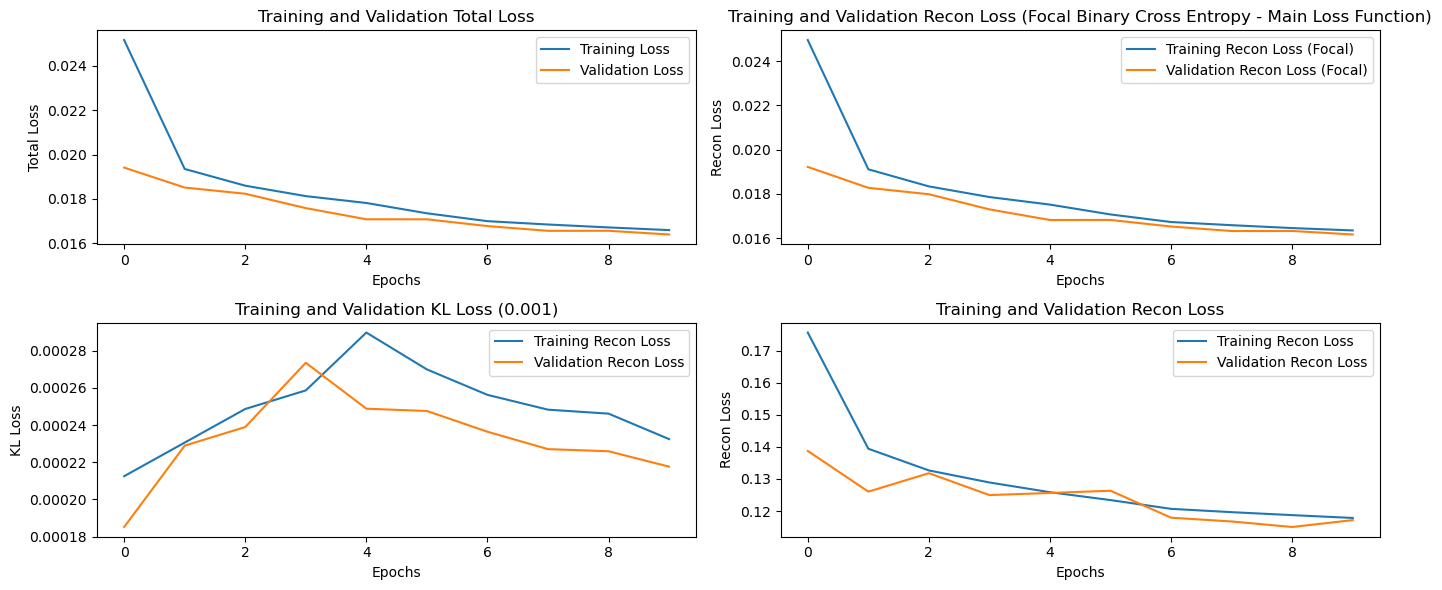 Training and Validation Total Loss
Training Loss
Validation Loss
0.024
0.022
0.020
0.018
0.016
Total Loss
0
2
4
6
8
Epochs
Training and Validation Recon Loss (Focal Binary Cross Entropy - Main Loss Function)
Training Recon Loss (Focal)
Validation Recon Loss (Focal)
0.024
0.022
0.020
0.018
0.016
Recon Loss
0
2
4
6
8
Epochs
Training and Validation KL Loss (0.001)
Training Recon Loss
Validation Recon Loss
0.00028
0.00026
0.00024
0.00022
0.00020
0.00018
KL Loss
0
2
4
6
8
Epochs
Training and Validation Recon Loss
Training Recon Loss
Validation Recon Loss
0.17
0.16
0.15
0.14
0.13
0.12
Recon Loss
0
2
4
6
8
Epochs